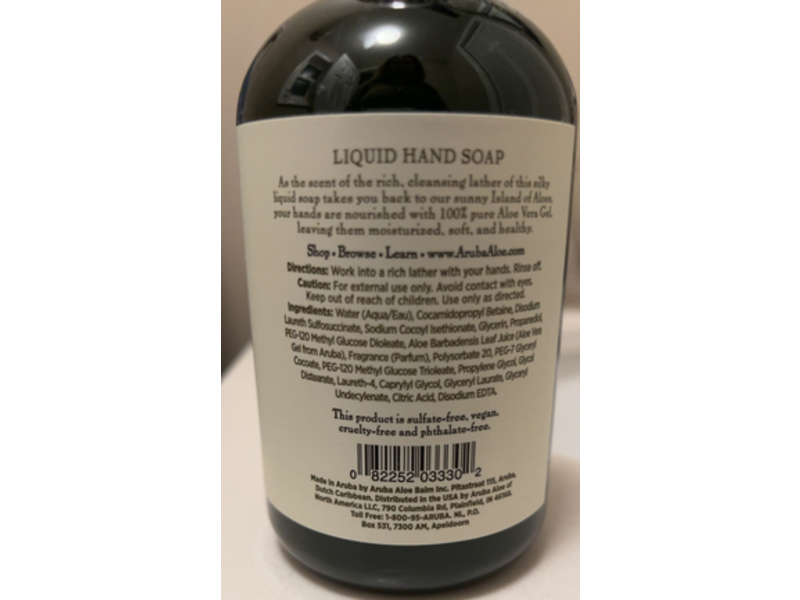 LIQUID HAND SOAP
As the scent of the rich, cleansing lather of this silky
liquid soap takes you back to our sunny Island of Aloes,
your hands are nourished with 100% pure Aloe Vera Gel,
leaving them moisturized, soft, and healthy.
Shop • Browse • Learn • www.ArubaAloe.com
Directions: Work into a rich lather with your hands. Rinse off.
Caution: For external use only. Avoid contact with eyes.
Keep out of reach of children. Use only as directed.
Ingredients: Water (Aqua/Eau), Cocamidopropyl Betaine, Disodium
Laureth Sulfosuccinate, Sodium Cocoyl Isethionate, Glycerin, Propanediol,
PEG-120 Methyl Glucose Dioleate, Aloe Barbadensis Leaf Juice (Aloe Vera
Gel from Aruba), Fragrance (Parfum), Polysorbate 20, PEG-7 Glyceryl
Cocoate, PEG-120 Methyl Glucose Trioleate, Propylene Glycol, Glycol
Distearate, Laureth-4, Caprylyl Glycol, Glyceryl Laurate, Glyceryl
Undecylenate, Citric Acid, Disodium EDTA.
This product is sulfate-free, vegan,
cruelty-free and phthalate-free.
0 82252 03330 2
Made in Aruba by Aruba Aloe Balm Inc. Pitastraat 115, Aruba,
Dutch Caribbean. Distributed in the USA by Aruba Aloe of
North America LLC, 790 Columbia Rd, Plainfield, IN 46168.
Toll Free: 1-800-95-ARUBA. NL, P.O.
Box 531, 7300 AM, Apeldoorn